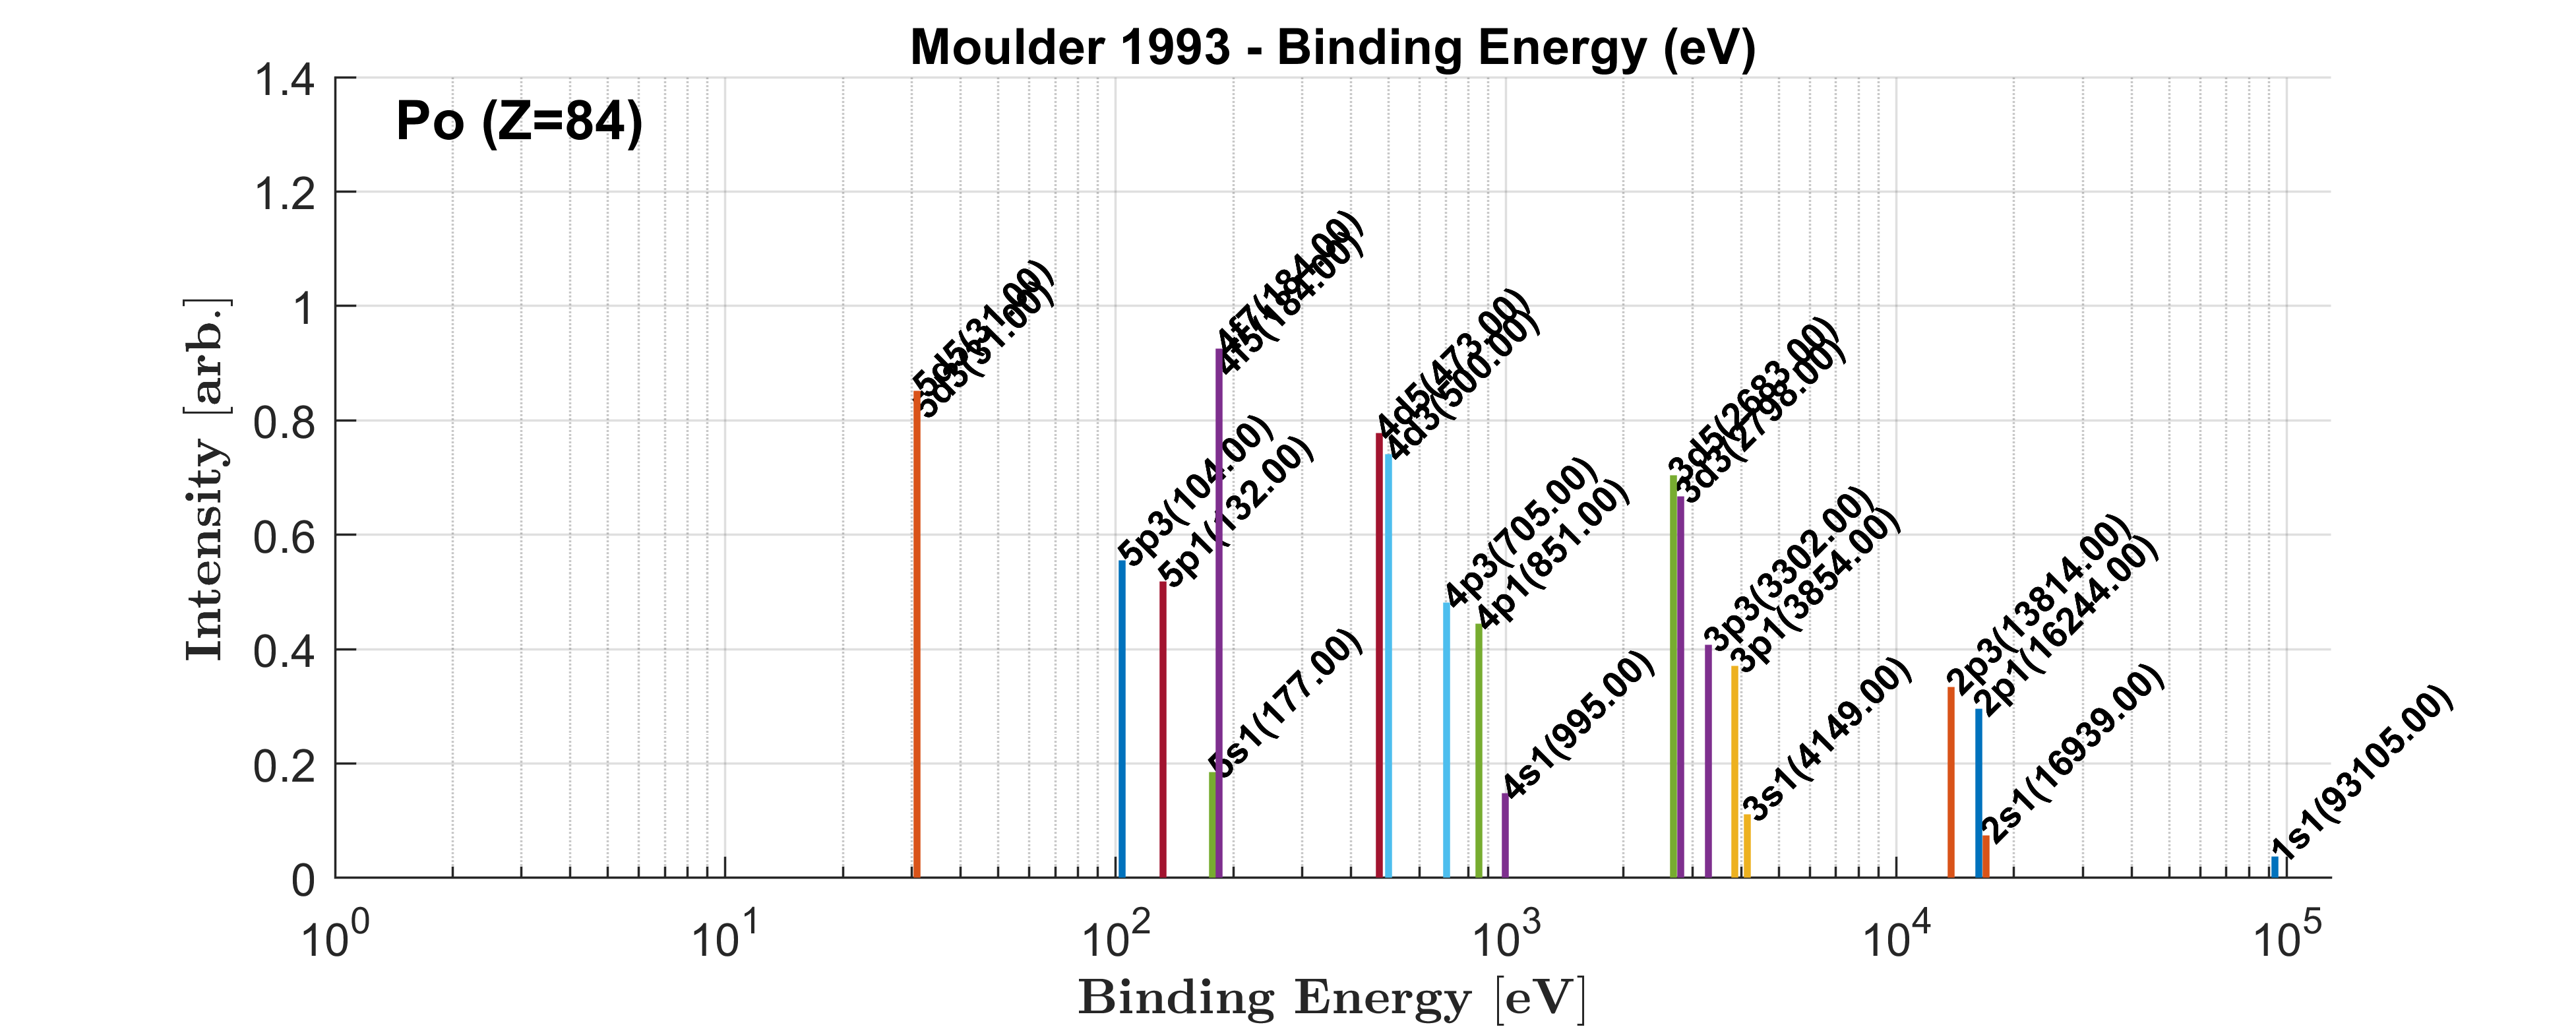 Moulder 1993 - Binding Energy (eV)
Po (Z=84)
1.4
1.2
1
0.8
0.6
0.4
0.2
0
Intensity [arb.]
5d5(31.00)
5d3(31.00)
5p3(104.00)
5p1(132.00)
5s1(177.00)
4f7(184.00)
4f5(184.00)
4d5(473.00)
4d3(500.00)
4p3(705.00)
4p1(851.00)
4s1(995.00)
3d5(2683.00)
3d3(2798.00)
3p3(3302.00)
3p1(3854.00)
3s1(4149.00)
2p3(13814.00)
2p1(16244.00)
2s1(16939.00)
1s1(93105.00)
10^0 10^1 10^2 10^3 10^4 10^5
Binding Energy [eV]